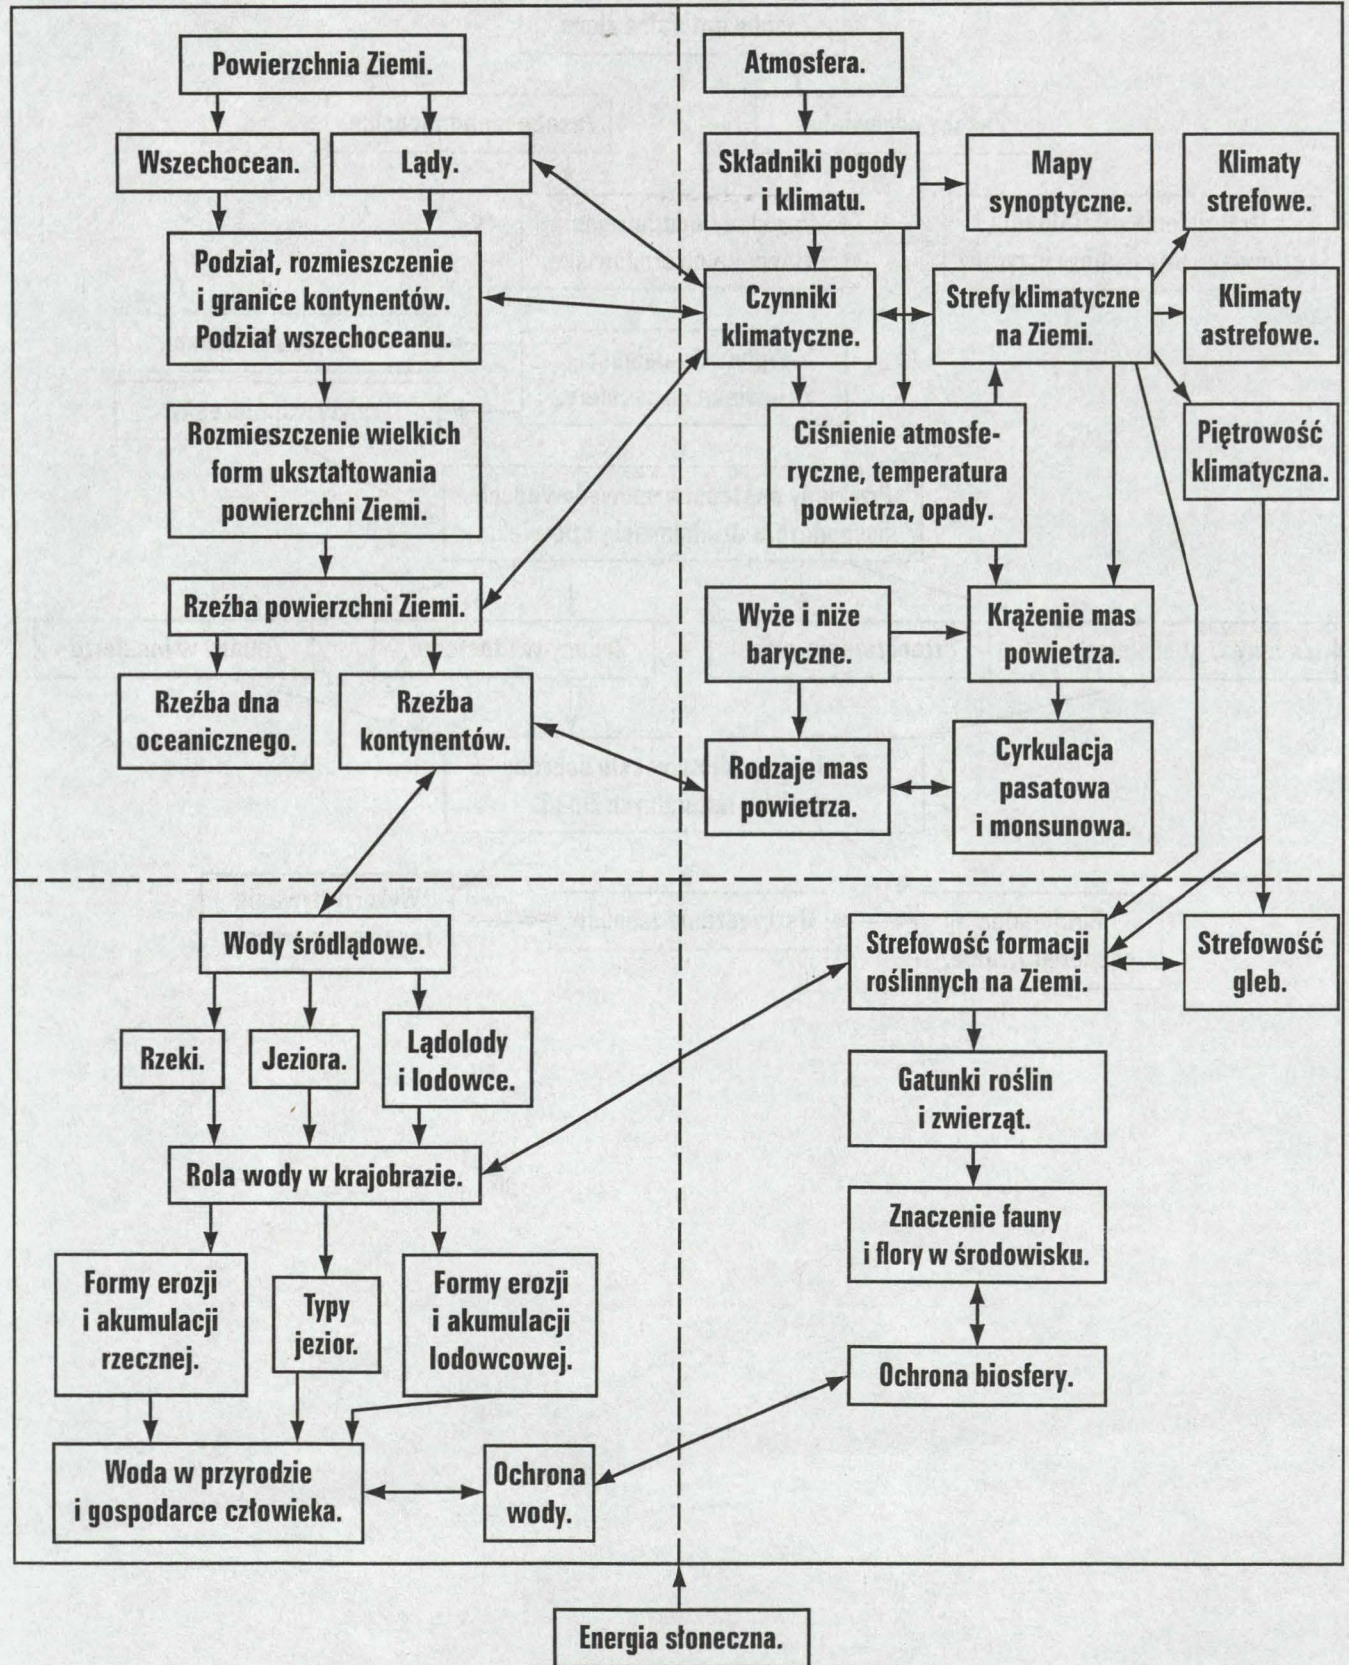 Powierzchnia Ziemi.
Wszechocean.
Lądy.
Podział, rozmieszczenie
i granice kontynentów.
Podział wszechoceanu.
Rozmieszczenie wielkich
form ukształtowania
powierzchni Ziemi.
Rzeźba powierzchni Ziemi.
Rzeźba dna
oceanicznego.
Rzeźba
kontynentów.
Atmosfera.
Składniki pogody
i klimatu.
Mapy
synoptyczne.
Klimaty
strefowe.
Czynniki
klimatyczne.
Strefy klimatyczne
na Ziemi.
Klimaty
astrefowe.
Ciśnienie atmosfe-
ryczne, temperatura
powietrza, opady.
Piętrowość
klimatyczna.
Wyże i niże
baryczne.
Krążenie mas
powietrza.
Rodzaje mas
powietrza.
Cyrkulacja
pasatowa
i monsunowa.
Wody śródlądowe.
Rzeki.
Jeziora.
Lądolody
i lodowce.
Rola wody w krajobrazie.
Formy erozji
i akumulacji
rzecznej.
Typy
jezior.
Formy erozji
i akumulacji
lodowcowej.
Woda w przyrodzie
i gospodarce człowieka.
Ochrona
wody.
Strefowość formacji
roślinnych na Ziemi.
Strefowość
gleb.
Gatunki roślin
i zwierząt.
Znaczenie fauny
i flory w środowisku.
Ochrona biosfery.
Energia słoneczna.